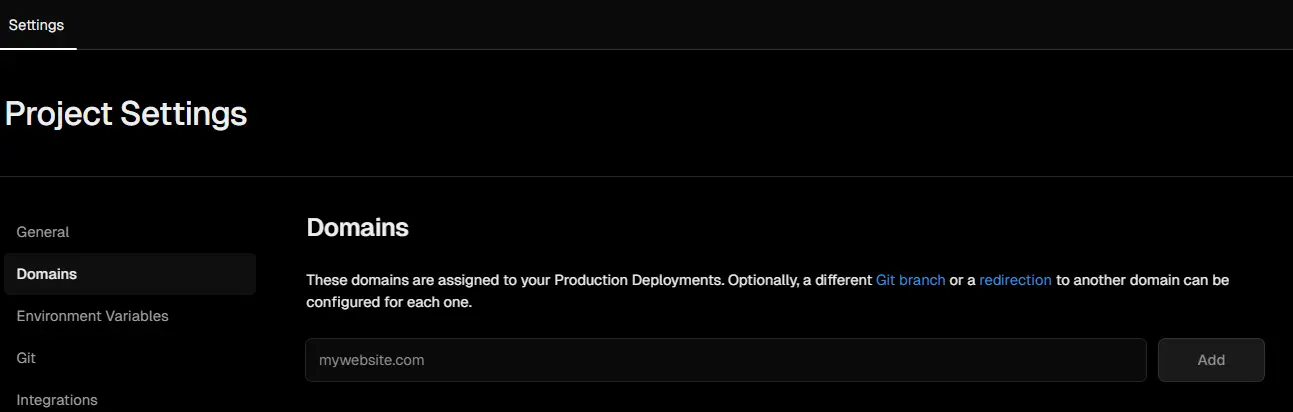 Settings
Project Settings
General
Domains
Environment Variables
Git
Integrations
Domains
These domains are assigned to your Production Deployments. Optionally, a different Git branch or a redirection to another domain can be
configured for each one.
mywebsite.com
Add